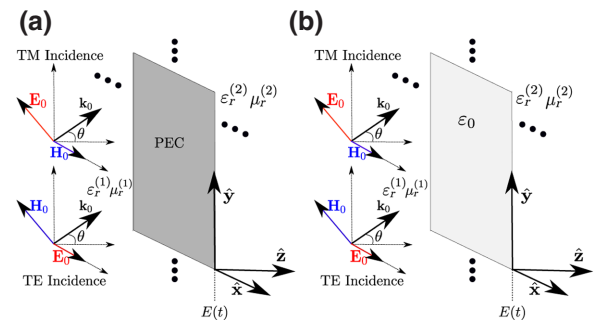 (a)
TM Incidence
E₀
k₀
θ
H₀
PEC
εᵣ⁽²⁾ μᵣ⁽²⁾
εᵣ⁽¹⁾ μᵣ⁽¹⁾
H₀
k₀
θ
E₀
TE Incidence
ŷ
ẑ
x̂
E(t)
(b)
TM Incidence
E₀
k₀
θ
H₀
ε₀
εᵣ⁽²⁾ μᵣ⁽²⁾
εᵣ⁽¹⁾ μᵣ⁽¹⁾
H₀
k₀
θ
E₀
TE Incidence
ŷ
ẑ
x̂
E(t)